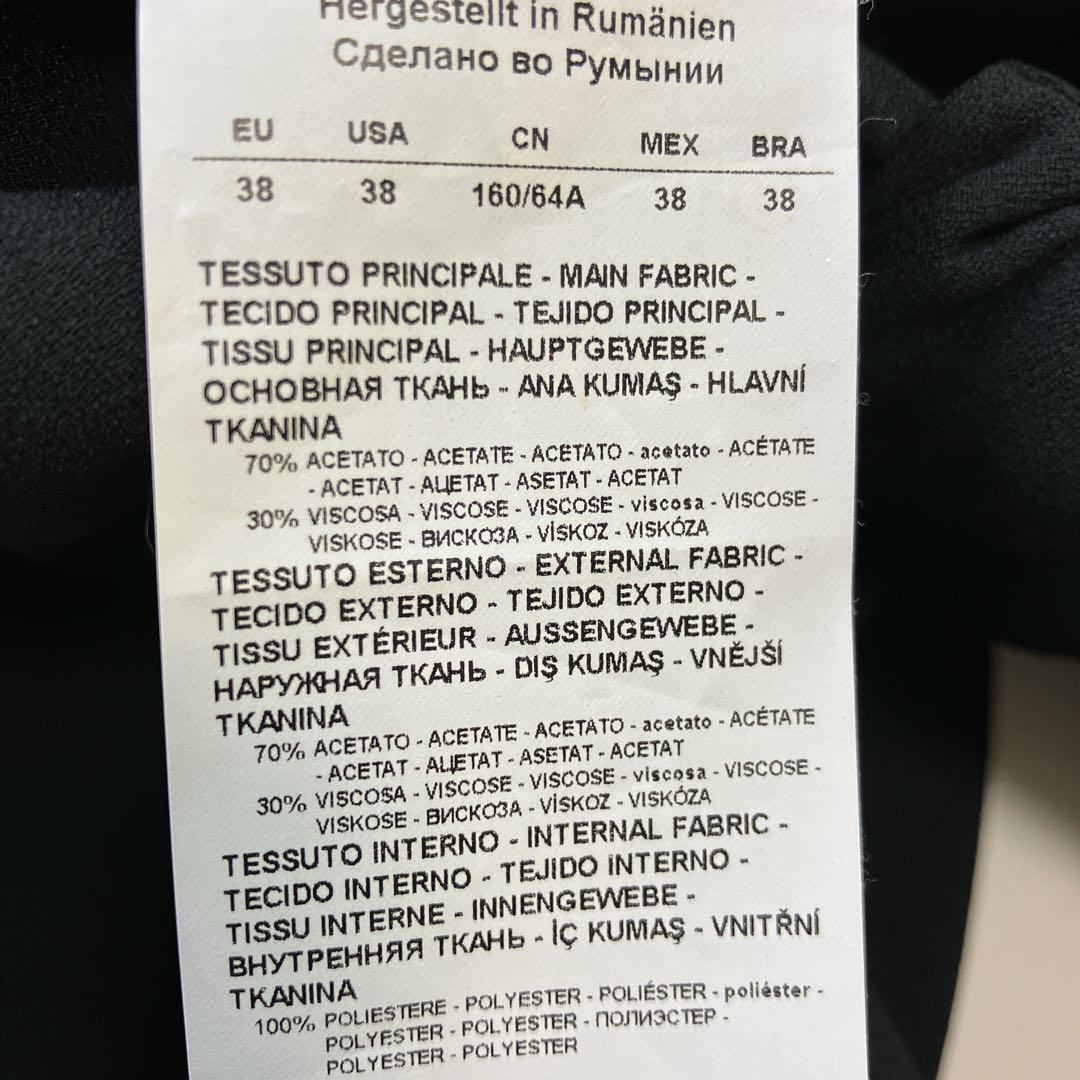 Hergestellt in Rumänien
Сделано во Румынии
EU USA CN MEX BRA
38 38 160/64A 38 38
TESSUTO PRINCIPALE - MAIN FABRIC -
TECIDO PRINCIPAL - TEJIDO PRINCIPAL -
TISSU PRINCIPAL - HAUPTGEWEBE -
ОСНОВНАЯ ТКАНЬ - ANA KUMAŞ - HLAVNÍ
TKANINA
70% ACETATO - ACETATE - ACETATO - acetato - ACÉTATE
- ACETAT - АЦЕТАТ - ASETAT - ACETAT
30% VISCOSA - VISCOSE - VISCOSE - viscosa - VISCOSE -
VISKOSE - ВИСКОЗА - VİSKOZ - VISKÓZA
TESSUTO ESTERNO - EXTERNAL FABRIC -
TECIDO EXTERNO - TEJIDO EXTERNO -
TISSU EXTÉRIEUR - AUSSENGEWEBE -
НАРУЖНАЯ ТКАНЬ - DIŞ KUMAŞ - VNĚJŠÍ
TKANINA
70% ACETATO - ACETATE - ACETATO - acetato - ACÉTATE
- ACETAT - АЦЕТАТ - ASETAT - ACETAT
30% VISCOSA - VISCOSE - VISCOSE - viscosa - VISCOSE -
VISKOSE - ВИСКОЗА - VİSKOZ - VISKÓZA
TESSUTO INTERNO - INTERNAL FABRIC -
TECIDO INTERNO - TEJIDO INTERNO -
TISSU INTERNE - INNENGEWEBE -
ВНУТРЕННЯЯ ТКАНЬ - İÇ KUMAŞ - VNITŘNÍ
TKANINA
100% POLIESTERE - POLYESTER - POLIÉSTER - poliéster -
POLYESTER - POLYESTER - ПОЛИЭСТЕР -
POLYESTER - POLYESTER